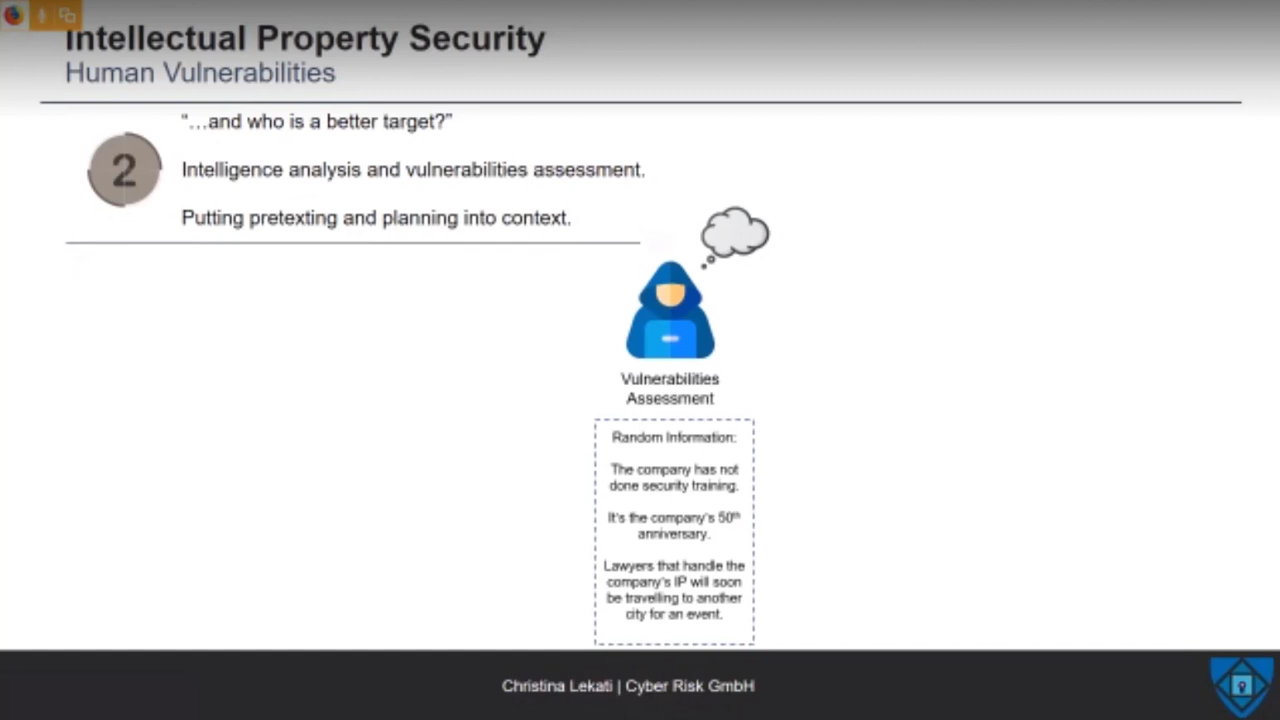 Intellectual Property Security
Human Vulnerabilities
“…and who is a better target?”
2
Intelligence analysis and vulnerabilities assessment.
Putting pretexting and planning into context.
Vulnerabilities
Assessment
Random Information:
The company has not
done security training.
It's the company's 50th
anniversary.
Lawyers that handle the
company's IP will soon
be travelling to another
city for an event.
Christina Lekati | Cyber Risk GmbH